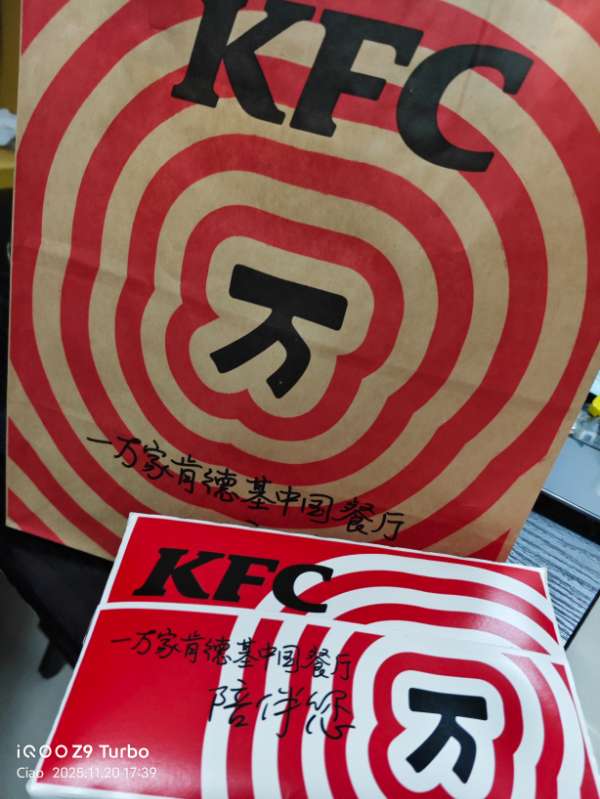 KFC
万
一万家肯德基中国餐厅
KFC
一万家肯德基中国餐厅
陪伴您
万
iQOO Z9 Turbo
Ciao 2025.11.20 17:39